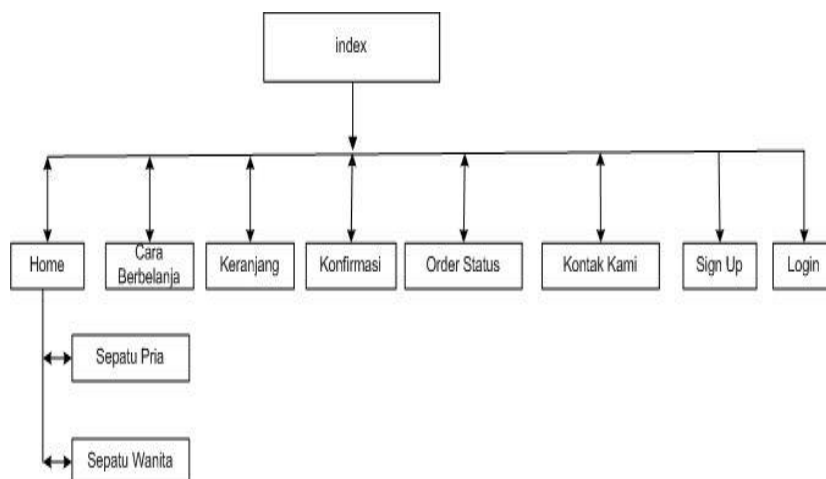 index
Home
Cara
Berbelanja
Keranjang
Konfirmasi
Order Status
Kontak Kami
Sign Up
Login
Sepatu Pria
Sepatu Wanita